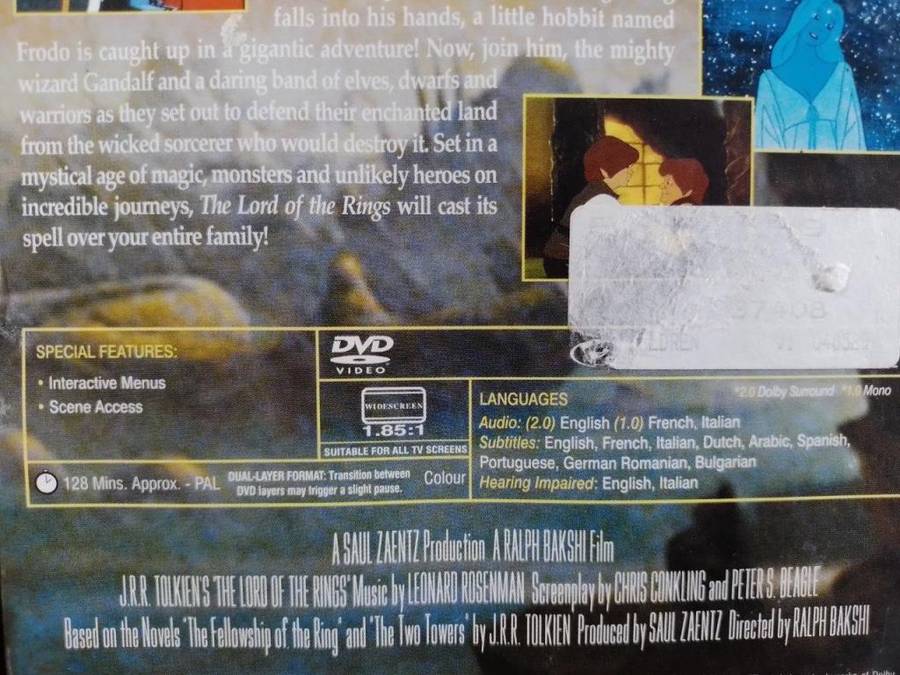 falls into his hands, a little hobbit named
Frodo is caught up in a gigantic adventure! Now, join him, the mighty
wizard Gandalf and a daring band of elves, dwarfs and
warriors as they set out to defend their enchanted land
from the wicked sorcerer who would destroy it. Set in a
mystical age of magic, monsters and unlikely heroes on
incredible journeys, The Lord of the Rings will cast its
spell over your entire family!
37408
SPECIAL FEATURES:
• Interactive Menus
• Scene Access
DVD
VIDEO
WIDESCREEN
1.85:1
SUITABLE FOR ALL TV SCREENS
128 Mins. Approx. - PAL
DUAL-LAYER FORMAT: Transition between
DVD layers may trigger a slight pause.
Colour
*2.0 Dolby Surround *1.0 Mono
LANGUAGES
Audio: (2.0) English (1.0) French, Italian
Subtitles: English, French, Italian, Dutch, Arabic, Spanish,
Portuguese, German Romanian, Bulgarian
Hearing Impaired: English, Italian
A SAUL ZAENTZ Production A RALPH BAKSHI Film
J.R.R. TOLKIEN'S 'THE LORD OF THE RINGS' Music by LEONARD ROSENMAN Screenplay by CHRIS CONKLING and PETER S. BEAGLE
Based on the Novels 'The Fellowship of the Ring' and 'The Two Towers' by J.R.R. TOLKIEN Produced by SAUL ZAENTZ Directed by RALPH BAKSHI